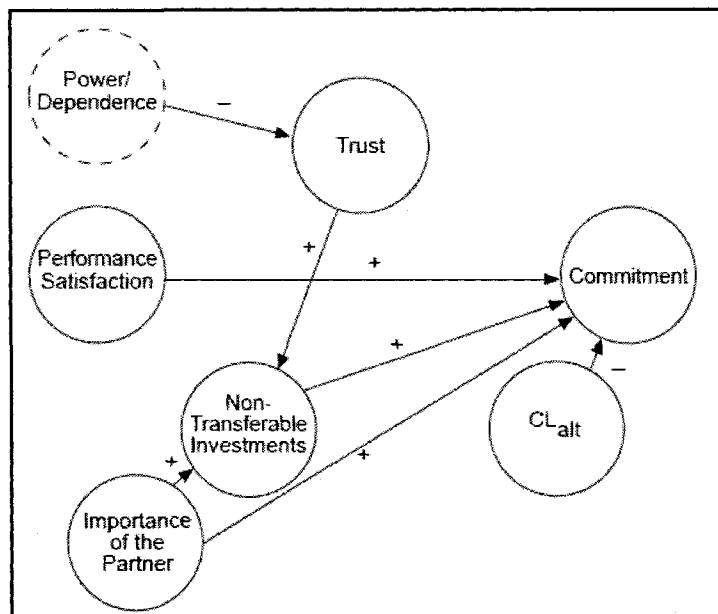 Power/
Dependence
−
Trust
+
+
Performance
Satisfaction
Commitment
+
Non-
Transferable
Investments
CLalt
−
+
+
Importance
of the
Partner